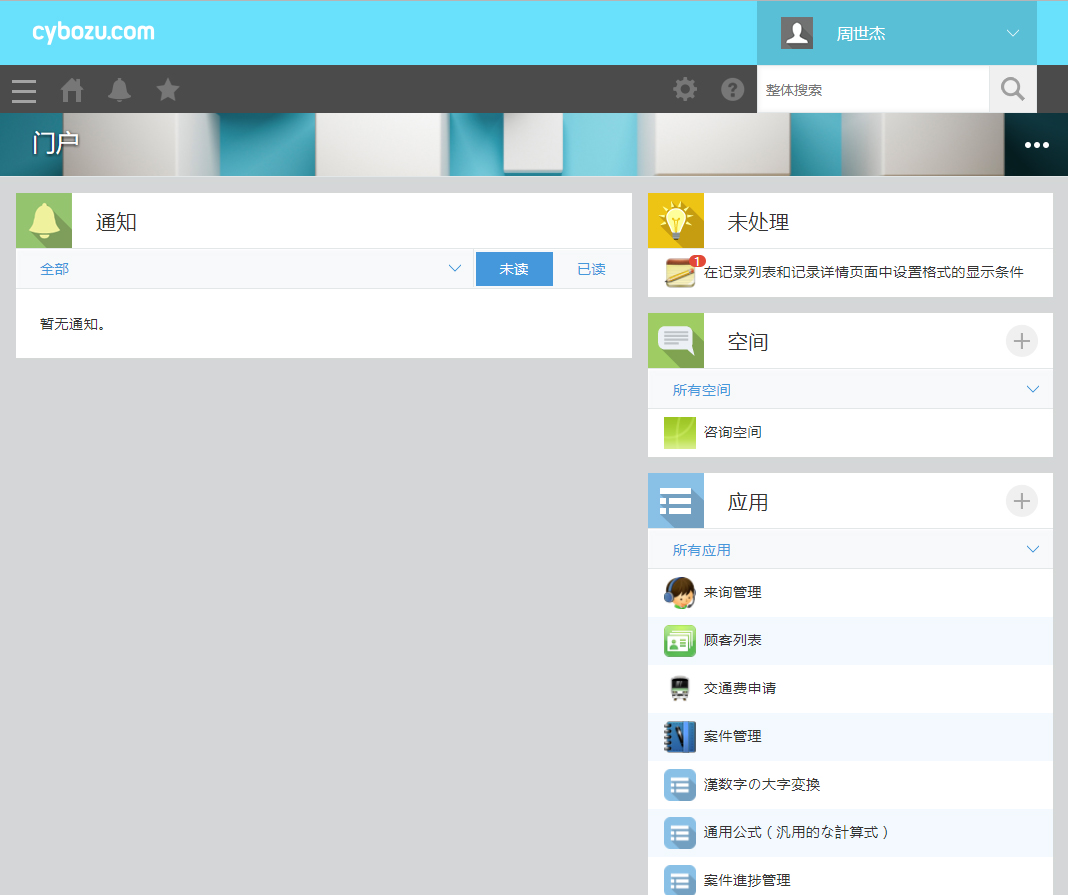 cybozu.com
周世杰
整体搜索
门户
通知
全部
未读
已读
暂无通知。
未处理
1
在记录列表和记录详情页面中设置格式的显示条件
空间
所有空间
咨询空间
应用
所有应用
来询管理
顾客列表
交通费申请
案件管理
漢数字の大字変換
通用公式（汎用的な計算式）
案件進捗管理